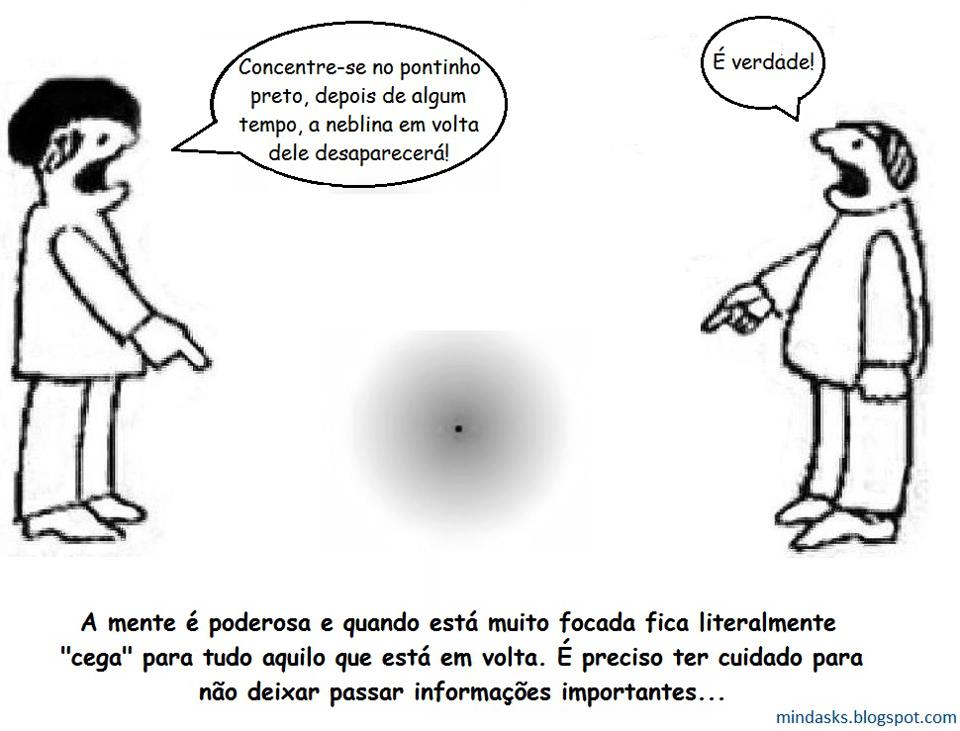 Concentre-se no pontinho
preto, depois de algum
tempo, a neblina em volta
dele desaparecerá!
É verdade!
A mente é poderosa e quando está muito focada fica literalmente
"cega" para tudo aquilo que está em volta. É preciso ter cuidado para
não deixar passar informações importantes...
mindasks.blogspot.com